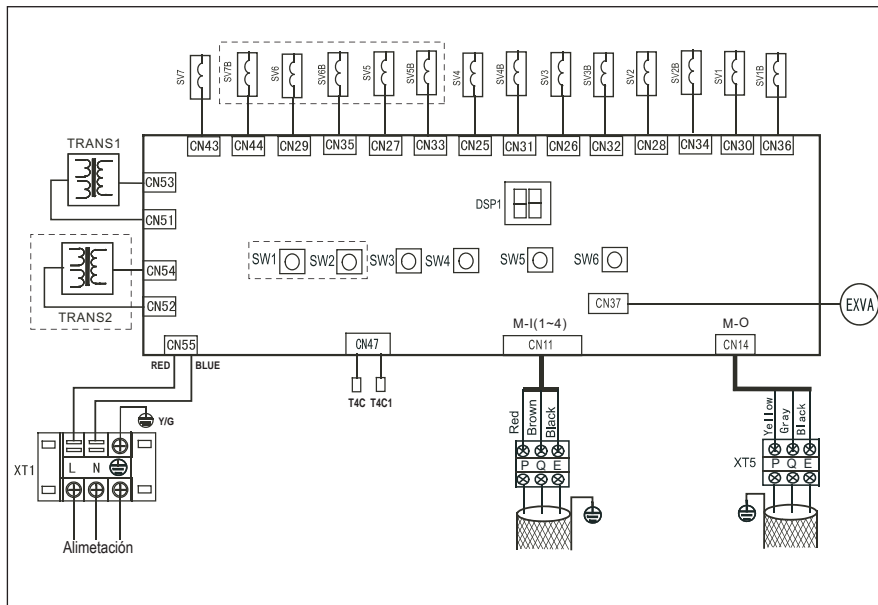 SV7 SV7B SV6 SV6B SV5 SV5B SV4 SV4B SV3 SV3B SV2 SV2B SV1 SV1B
CN43 CN44 CN29 CN35 CN27 CN33 CN25 CN31 CN26 CN32 CN28 CN34 CN30 CN36
TRANS1
CN53
CN51
DSP1
CN54
CN52
TRANS2
SW1 SW2 SW3 SW4 SW5 SW6
CN37
EXVA
CN55
CN47
M-I(1~4)
CN11
M-O
CN14
RED BLUE
T4C T4C1
Y/G
Red Brown Black
Yellow Gray Black
XT1
L N
P Q E
XT5
P Q E
Alimetación